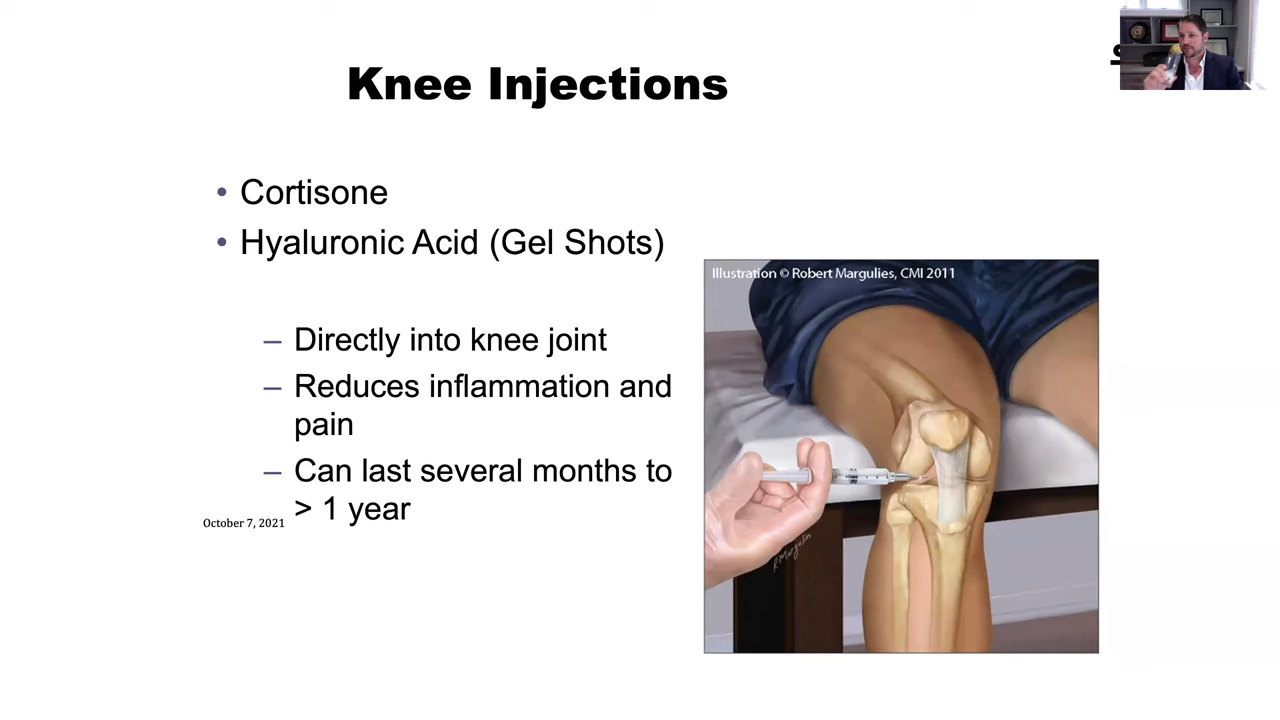 Knee Injections
• Cortisone
• Hyaluronic Acid (Gel Shots)
– Directly into knee joint
– Reduces inflammation and
pain
– Can last several months to
> 1 year
October 7, 2021
Illustration © Robert Margulies, CMI 2011